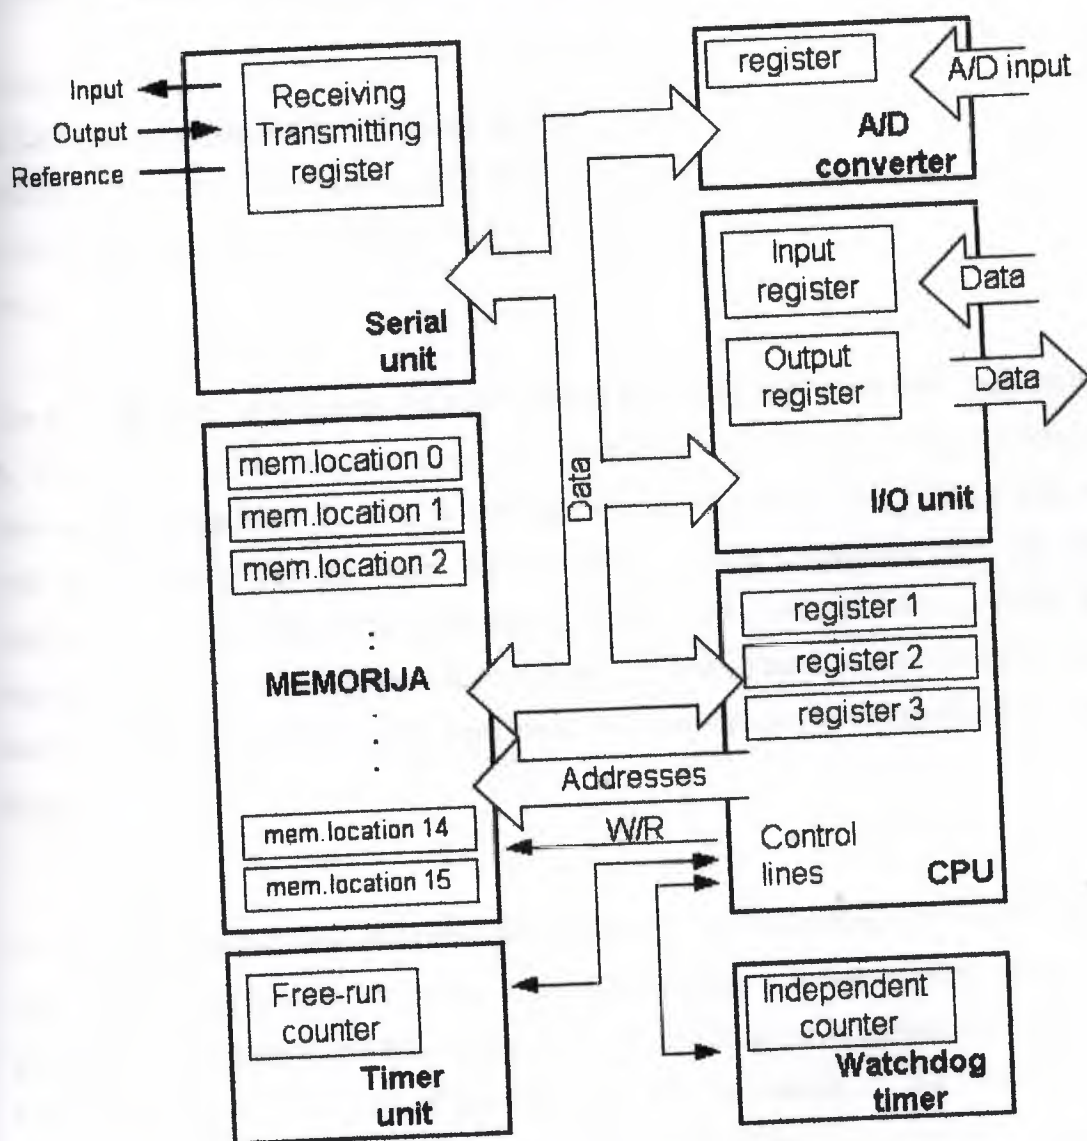 Input
Output
Reference
Receiving
Transmitting
register
Serial
unit
register
A/D input
A/D
converter
Input
register
Data
Output
register
Data
I/O unit
Data
mem.location 0
mem.location 1
mem.location 2
MEMORIJA
mem.location 14
mem.location 15
register 1
register 2
register 3
Addresses
W/R
Control
lines
CPU
Free-run
counter
Timer
unit
Independent
counter
Watchdog
timer